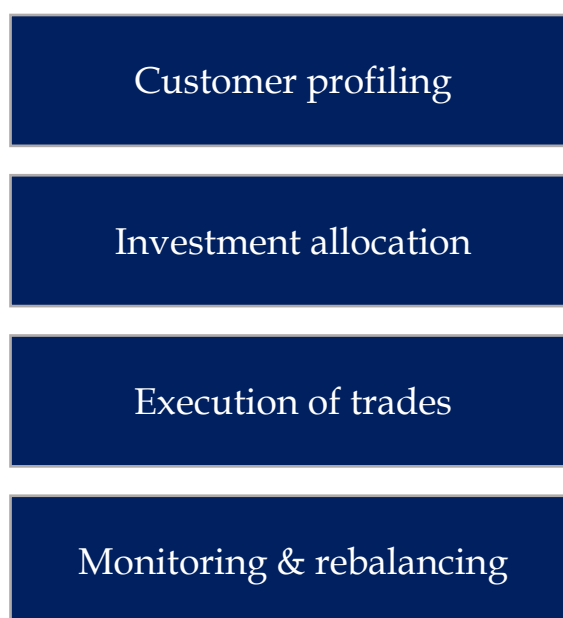 Customer profiling
Investment allocation
Execution of trades
Monitoring & rebalancing